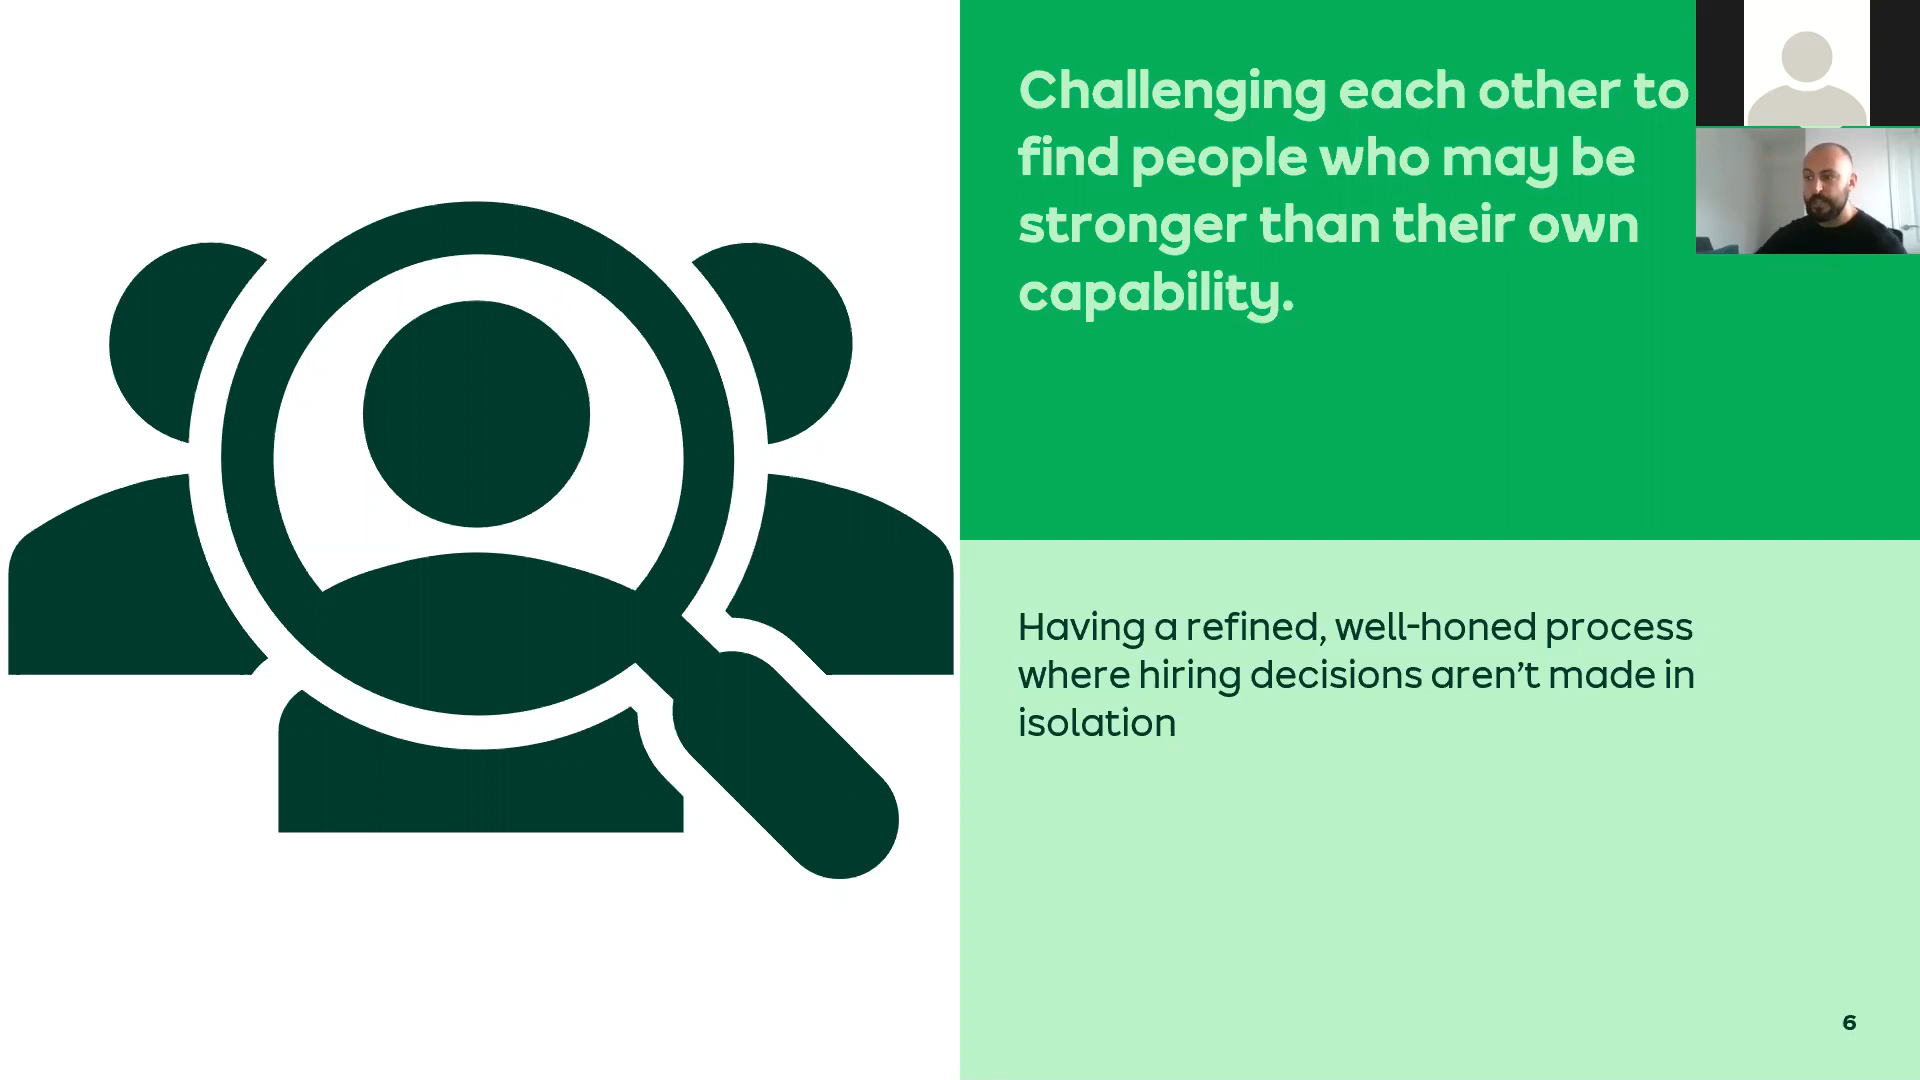 Challenging each other to
find people who may be
stronger than their own
capability.
Having a refined, well-honed process
where hiring decisions aren’t made in
isolation
6